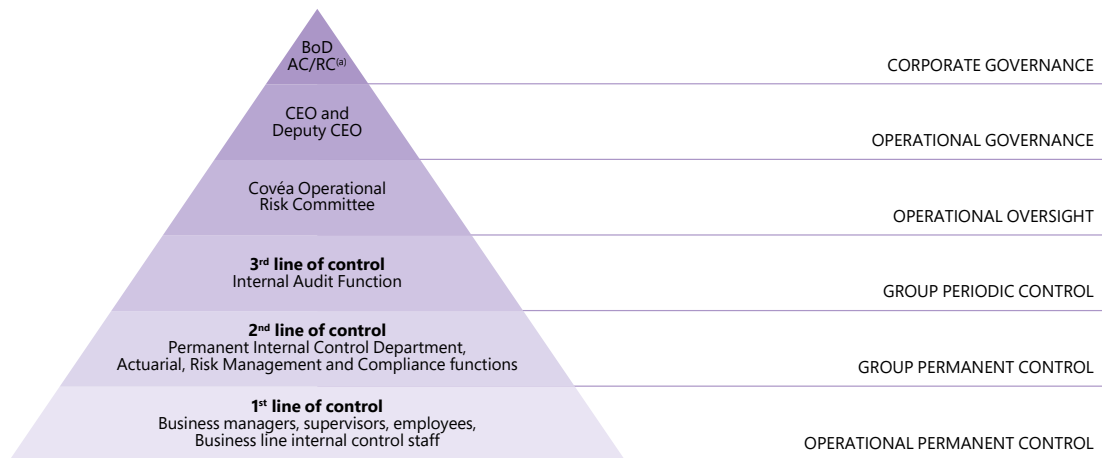 BoD
AC/RC(a)
CORPORATE GOVERNANCE
CEO and
Deputy CEO
OPERATIONAL GOVERNANCE
Covéa Operational
Risk Committee
OPERATIONAL OVERSIGHT
3rd line of control
Internal Audit Function
GROUP PERIODIC CONTROL
2nd line of control
Permanent Internal Control Department,
Actuarial, Risk Management and Compliance functions
GROUP PERMANENT CONTROL
1st line of control
Business managers, supervisors, employees,
Business line internal control staff
OPERATIONAL PERMANENT CONTROL